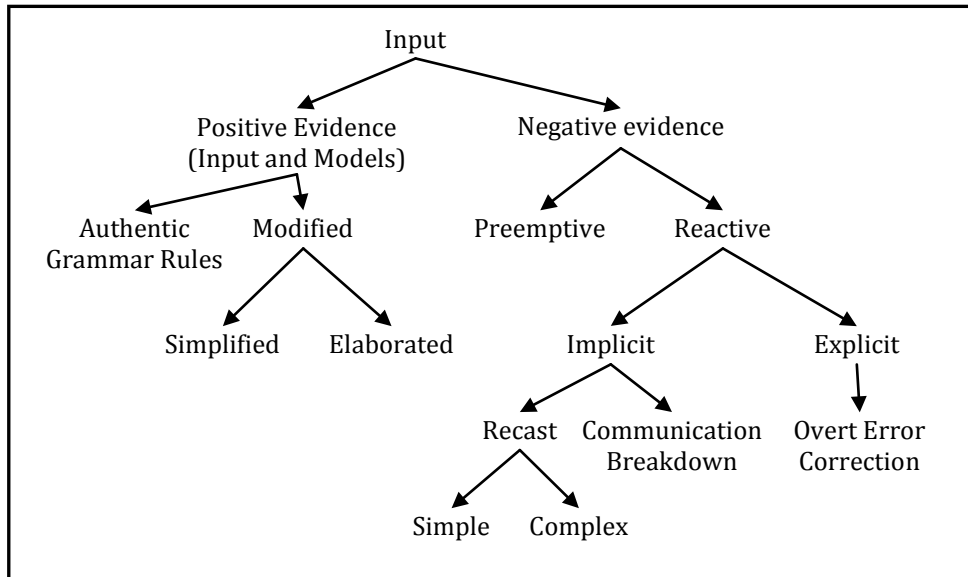 Input
Positive Evidence
(Input and Models)
Negative evidence
Authentic
Grammar Rules
Modified
Preemptive
Reactive
Simplified
Elaborated
Implicit
Explicit
Recast
Communication
Breakdown
Overt Error
Correction
Simple
Complex